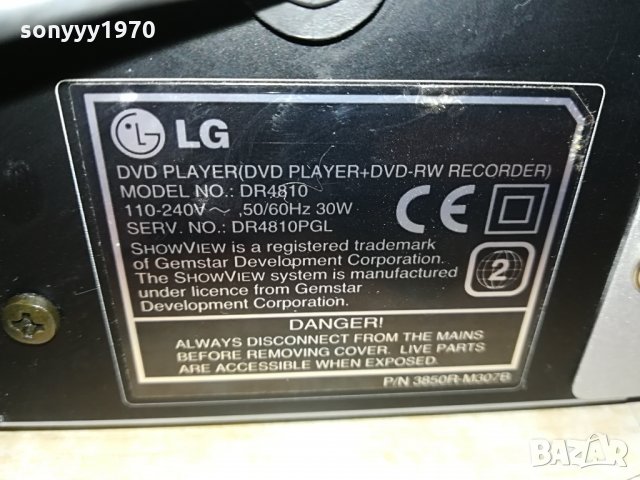 sonyyy1970
LG
DVD PLAYER(DVD PLAYER+DVD-RW RECORDER)
MODEL NO.: DR4810
110-240V~ ,50/60Hz 30W
SERV. NO.: DR4810PGL
CE
SHOWVIEW is a registered trademark
of Gemstar Development Corporation.
The SHOWVIEW system is manufactured
under licence from Gemstar
Development Corporation.
2
DANGER!
ALWAYS DISCONNECT FROM THE MAINS
BEFORE REMOVING COVER. LIVE PARTS
ARE ACCESSIBLE WHEN EXPOSED.
P/N 3850R-M307B
BAZAR